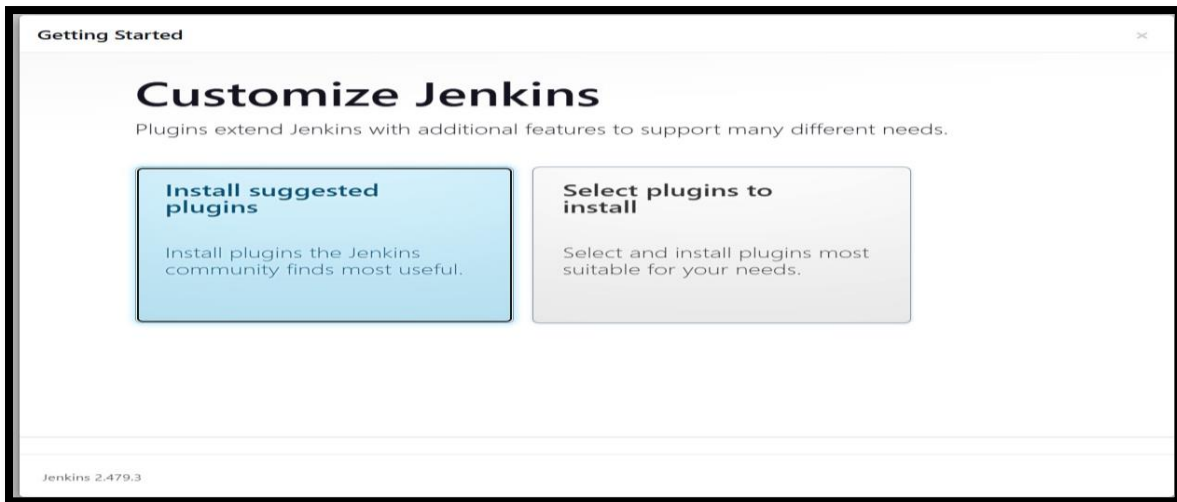 Getting Started
×
Customize Jenkins
Plugins extend Jenkins with additional features to support many different needs.
Install suggested
plugins
Install plugins the Jenkins
community finds most useful.
Select plugins to
install
Select and install plugins most
suitable for your needs.
Jenkins 2.479.3